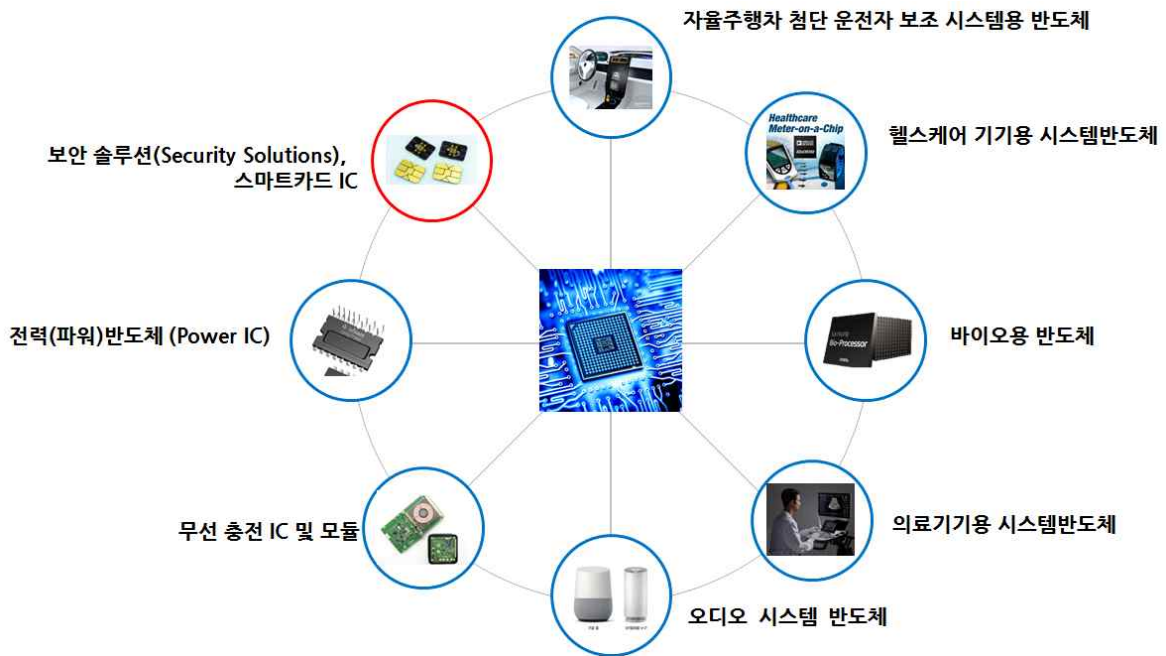 자율주행차 첨단 운전자 보조 시스템용 반도체
Healthcare
Meter-on-a-Chip
헬스케어 기기용 시스템반도체
보안 솔루션(Security Solutions),
스마트카드 IC
전력(파워)반도체 (Power IC)
Bio-Processor
바이오용 반도체
무선 충전 IC 및 모듈
의료기기용 시스템반도체
오디오 시스템 반도체